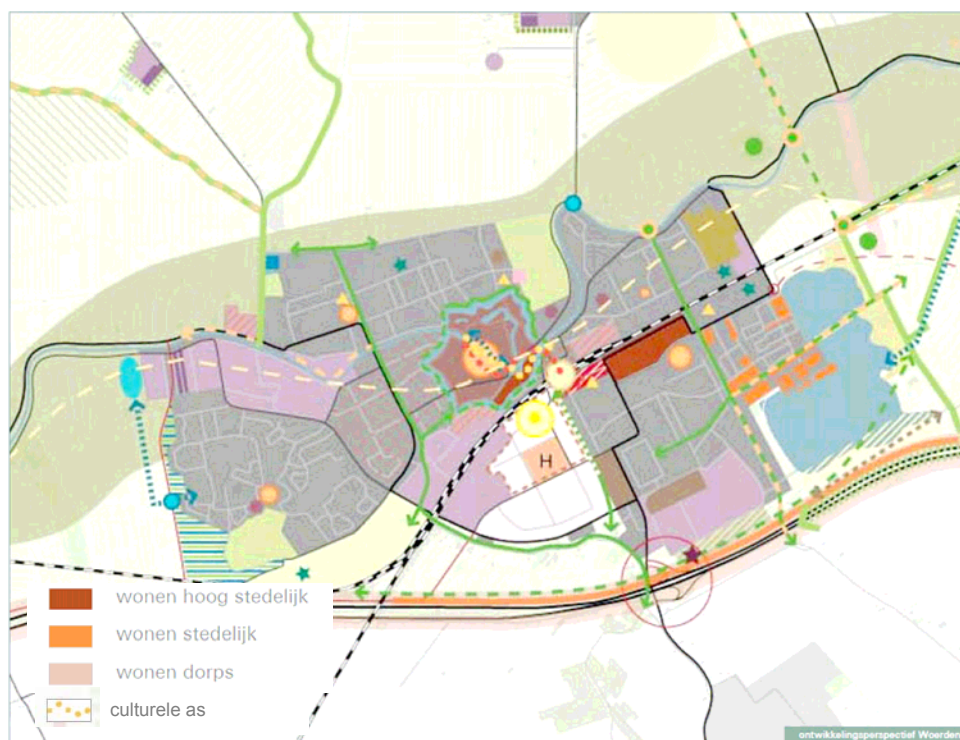 H
wonen hoog stedelijk
wonen stedelijk
wonen dorps
culturele as
ontwikkelingsperspectief Woerden